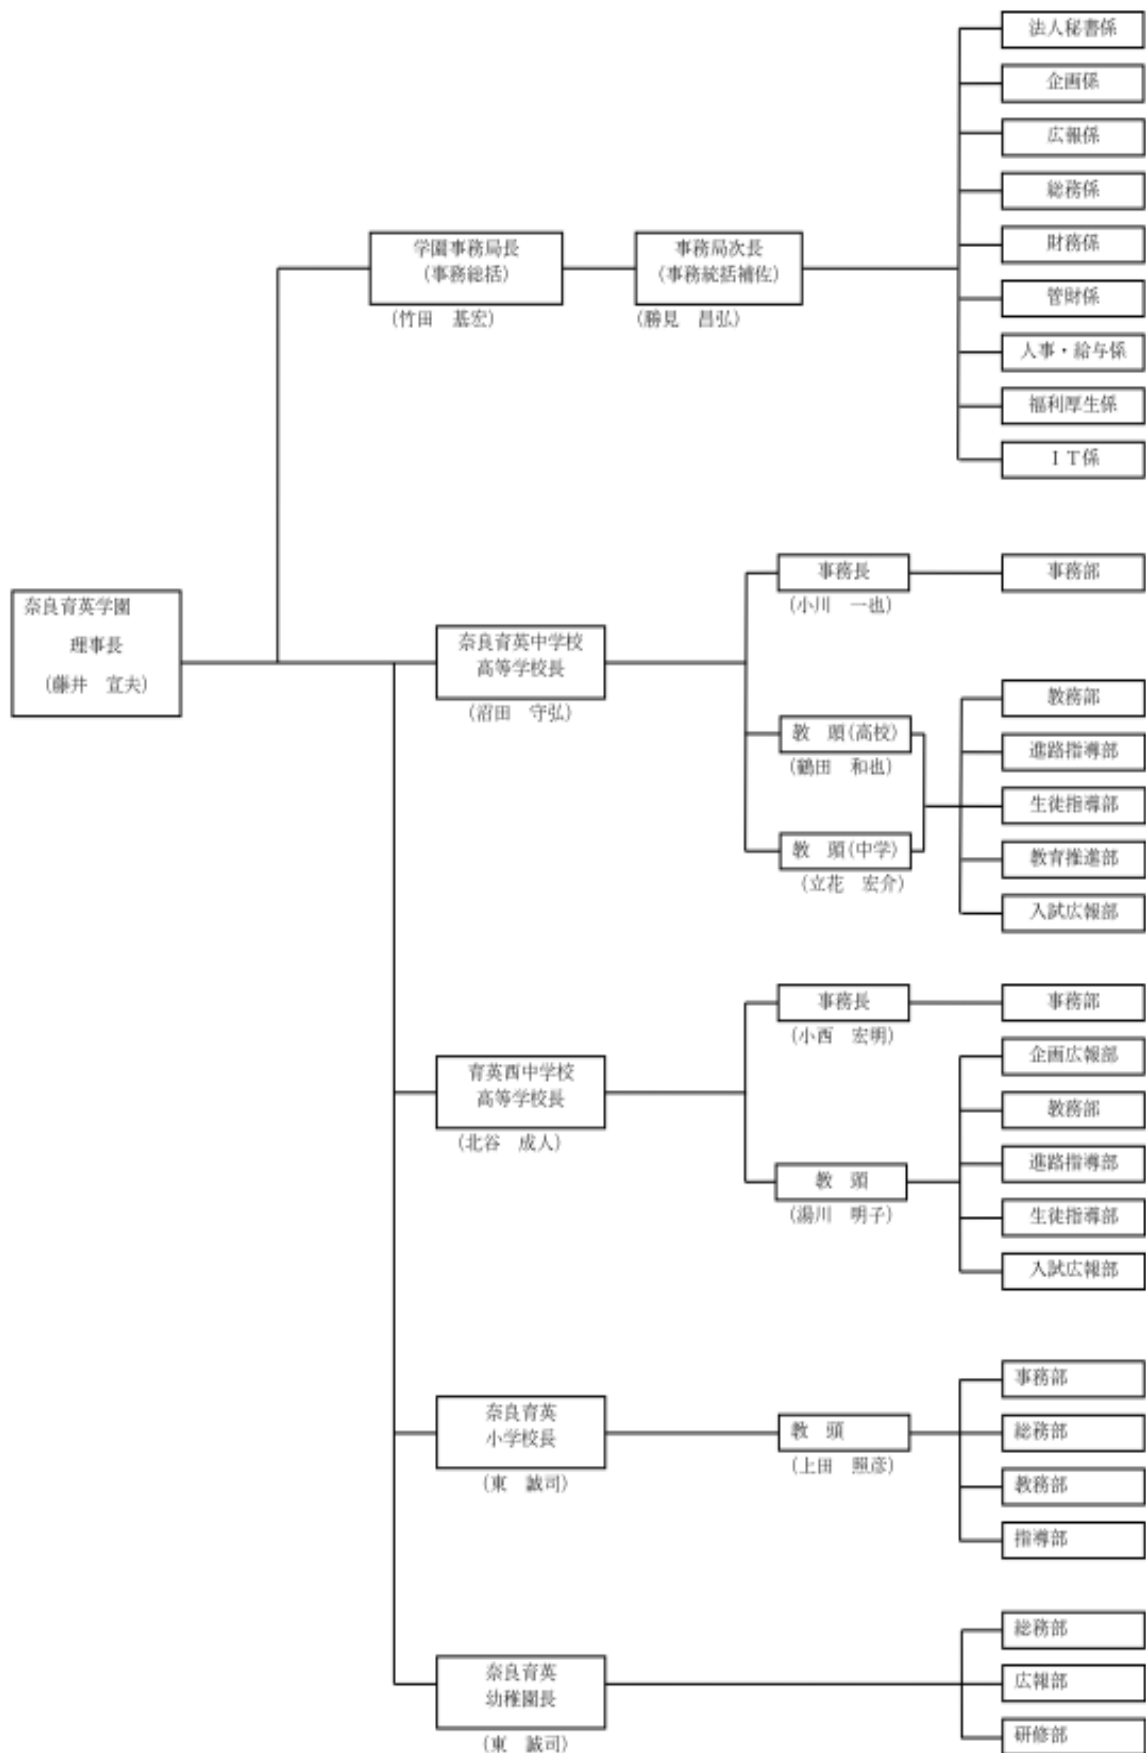 法人秘書係
企画係
広報係
総務係
学園事務局長
(事務総括)
(竹田　基宏)
事務局次長
(事務統括補佐)
(勝見　昌弘)
財務係
管財係
人事・給与係
福利厚生係
ＩＴ係
奈良育英学園
理事長
(藤井　宣夫)
奈良育英中学校
高等学校長
(沼田　守弘)
事務長
(小川　一也)
事務部
教　頭(高校)
(鶴田　和也)
教　頭(中学)
(立花　宏介)
教務部
進路指導部
生徒指導部
教育推進部
入試広報部
育英西中学校
高等学校長
(北谷　成人)
事務長
(小西　宏明)
事務部
教　頭
(湯川　明子)
企画広報部
教務部
進路指導部
生徒指導部
入試広報部
奈良育英
小学校長
(東　誠司)
教　頭
(上田　照彦)
事務部
総務部
教務部
指導部
奈良育英
幼稚園長
(東　誠司)
総務部
広報部
研修部